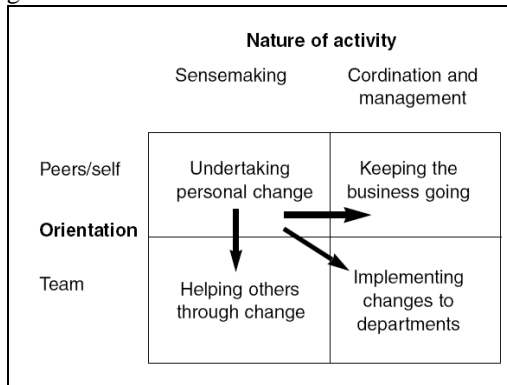 g
Nature of activity
Sensemaking
Cordination and
management
Peers/self
Undertaking
personal change
Keeping the
business going
Orientation
Team
Helping others
through change
Implementing
changes to
departments